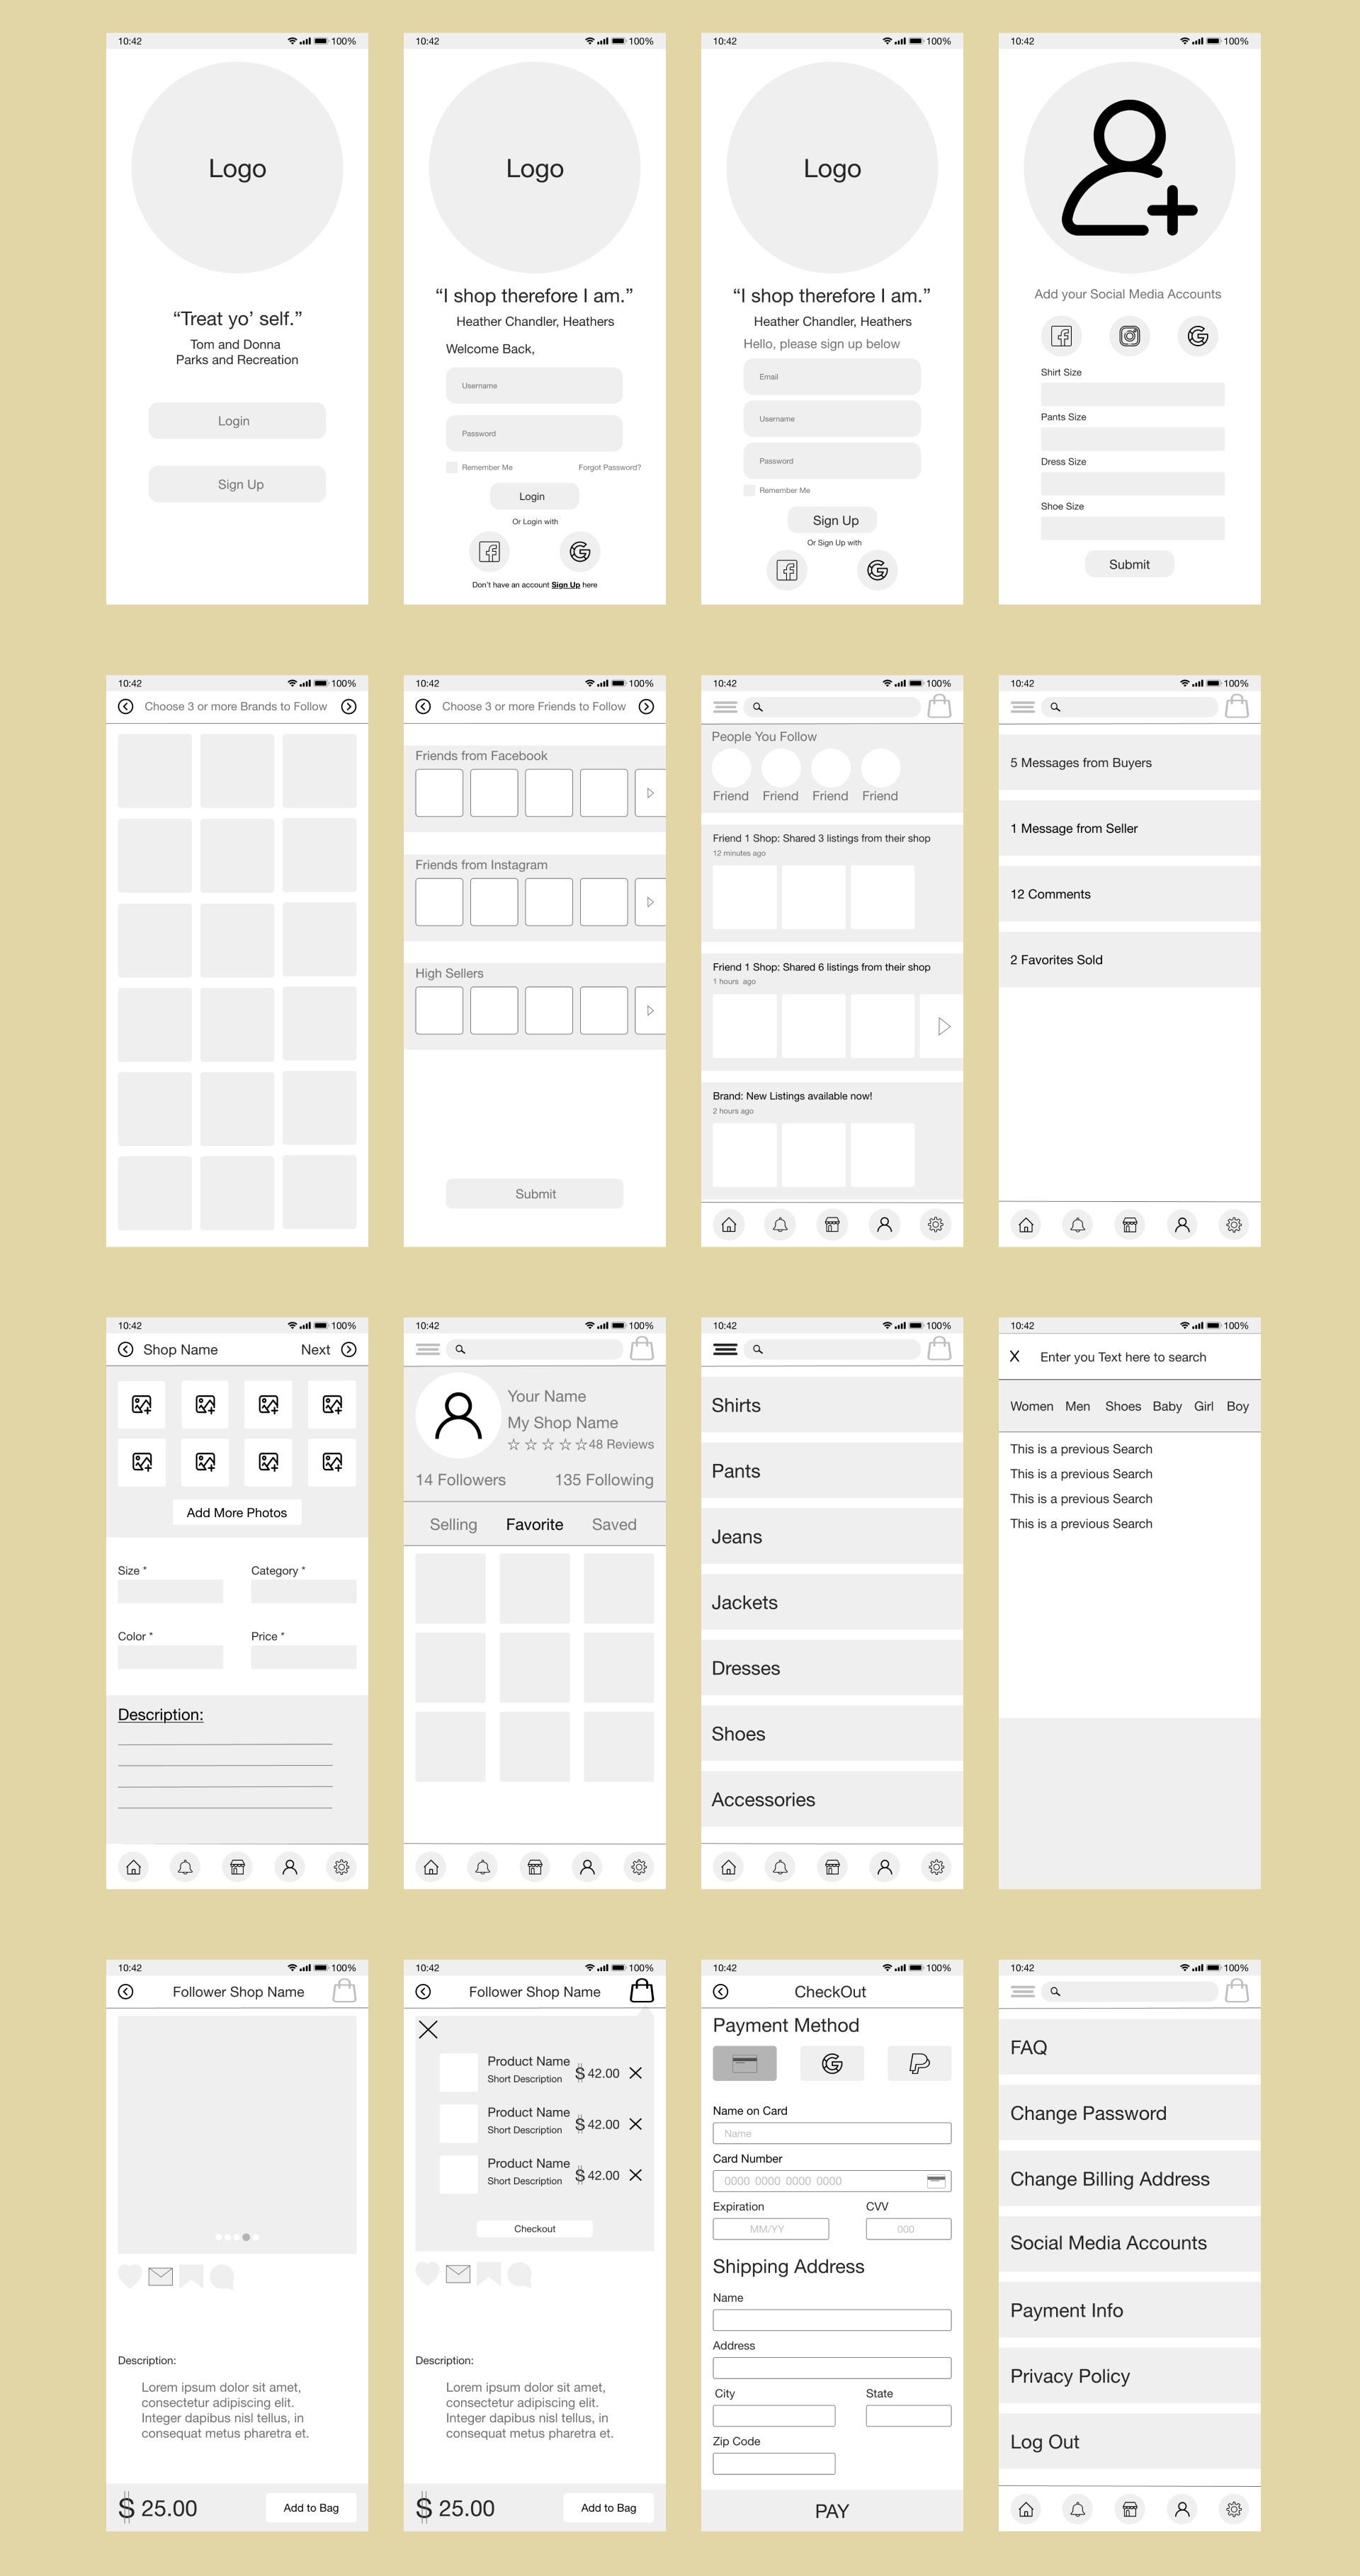 10:42 100%
Logo
“Treat yo’ self.”
Tom and Donna
Parks and Recreation
Login
Sign Up
10:42 100%
Logo
“I shop therefore I am.”
Heather Chandler, Heathers
Welcome Back,
Username
Password
Remember Me Forgot Password?
Login
Or Login with
Don’t have an account Sign Up here
10:42 100%
Logo
“I shop therefore I am.”
Heather Chandler, Heathers
Hello, please sign up below
Email
Username
Password
Remember Me
Sign Up
Or Sign Up with
10:42 100%
Add your Social Media Accounts
Shirt Size
Pants Size
Dress Size
Shoe Size
Submit
10:42 100%
Choose 3 or more Brands to Follow
10:42 100%
Choose 3 or more Friends to Follow
Friends from Facebook
Friends from Instagram
High Sellers
Submit
10:42 100%
People You Follow
Friend Friend Friend Friend
Friend 1 Shop: Shared 3 listings from their shop
12 minutes ago
Friend 1 Shop: Shared 6 listings from their shop
1 hours ago
Brand: New Listings available now!
2 hours ago
10:42 100%
5 Messages from Buyers
1 Message from Seller
12 Comments
2 Favorites Sold
10:42 100%
Shop Name Next
Add More Photos
Size * Category *
Color * Price *
Description:
10:42 100%
Your Name
My Shop Name
48 Reviews
14 Followers 135 Following
Selling Favorite Saved
10:42 100%
Shirts
Pants
Jeans
Jackets
Dresses
Shoes
Accessories
10:42 100%
X Enter you Text here to search
Women Men Shoes Baby Girl Boy
This is a previous Search
This is a previous Search
This is a previous Search
This is a previous Search
10:42 100%
Follower Shop Name
Description:
Lorem ipsum dolor sit amet,
consectetur adipiscing elit.
Integer dapibus nisl tellus, in
consequat metus pharetra et.
$ 25.00 Add to Bag
10:42 100%
Follower Shop Name
Product Name
Short Description $ 42.00
Product Name
Short Description $ 42.00
Product Name
Short Description $ 42.00
Checkout
Description:
Lorem ipsum dolor sit amet,
consectetur adipiscing elit.
Integer dapibus nisl tellus, in
consequat metus pharetra et.
$ 25.00 Add to Bag
10:42 100%
CheckOut
Payment Method
Name on Card
Name
Card Number
0000 0000 0000 0000
Expiration CVV
MM/YY 000
Shipping Address
Name
Address
City State
Zip Code
PAY
10:42 100%
FAQ
Change Password
Change Billing Address
Social Media Accounts
Payment Info
Privacy Policy
Log Out